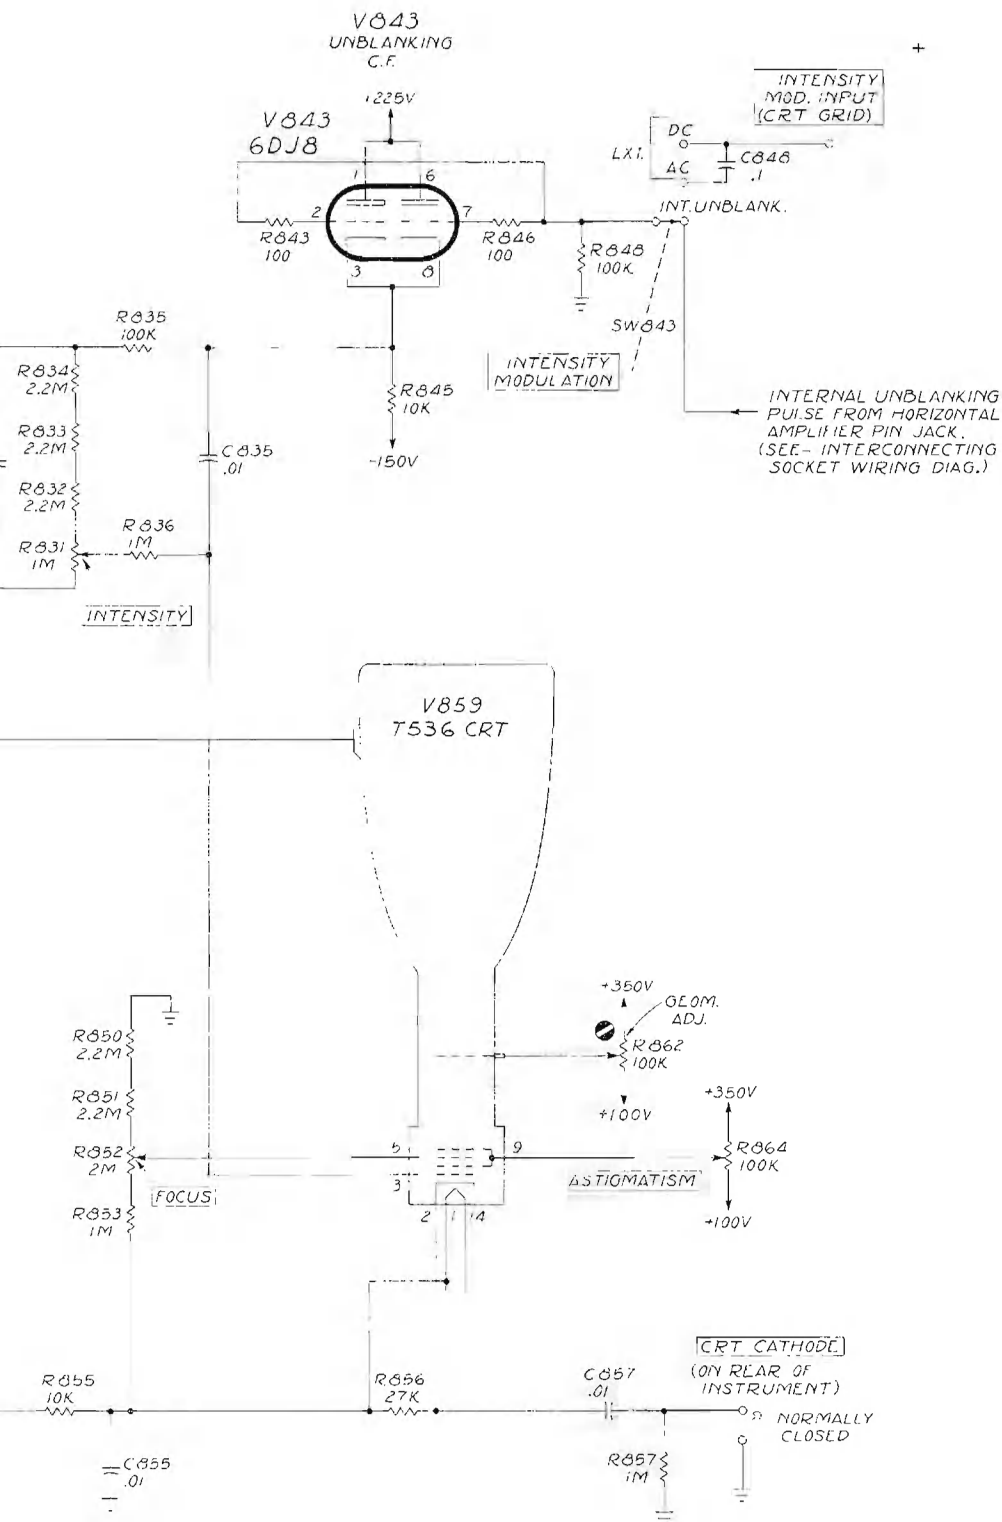 V843
UNBLANKING
C.F.
+225V
V843
6DJ8
1
6
2
7
3
8
R843
100
R846
100
R848
100K
INTENSITY
MOD. INPUT
(CRT GRID)
DC
EXT.
AC
C848
.1
INT. UNBLANK.
SW843
INTENSITY
MODULATION
INTERNAL UNBLANKING
PULSE FROM HORIZONTAL
AMPLIFIER PIN JACK.
(SEE - INTERCONNECTING
SOCKET WIRING DIAG.)
R835
100K
R834
2.2M
R833
2.2M
R832
2.2M
R831
1M
R836
1M
C835
.01
R845
10K
-150V
INTENSITY
V859
T536 CRT
+350V
GEOM.
ADJ.
R862
100K
+100V
+350V
R864
100K
+100V
ASTIGMATISM
R850
2.2M
R851
2.2M
R852
2M
R853
1M
FOCUS
5
9
3
2
1
14
R855
10K
C855
.01
R856
27K
C857
.01
R857
1M
CRT CATHODE
(ON REAR OF
INSTRUMENT)
NORMALLY
CLOSED